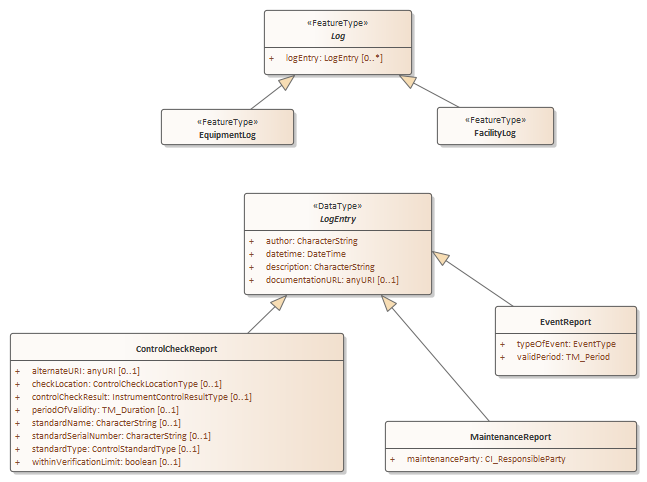 «FeatureType»
Log
+ logEntry: LogEntry [0..*]
«FeatureType»
EquipmentLog
«FeatureType»
FacilityLog
«DataType»
LogEntry
+ author: CharacterString
+ datetime: DateTime
+ description: CharacterString
+ documentationURL: anyURI [0..1]
EventReport
+ typeOfEvent: EventType
+ validPeriod: TM_Period
ControlCheckReport
+ alternateURI: anyURI [0..1]
+ checkLocation: ControlCheckLocationType [0..1]
+ controlCheckResult: InstrumentControlResultType [0..1]
+ periodOfValidity: TM_Duration [0..1]
+ standardName: CharacterString [0..1]
+ standardSerialNumber: CharacterString [0..1]
+ standardType: ControlStandardType [0..1]
+ withinVerificationLimit: boolean [0..1]
MaintenanceReport
+ maintenanceParty: CI_ResponsibleParty